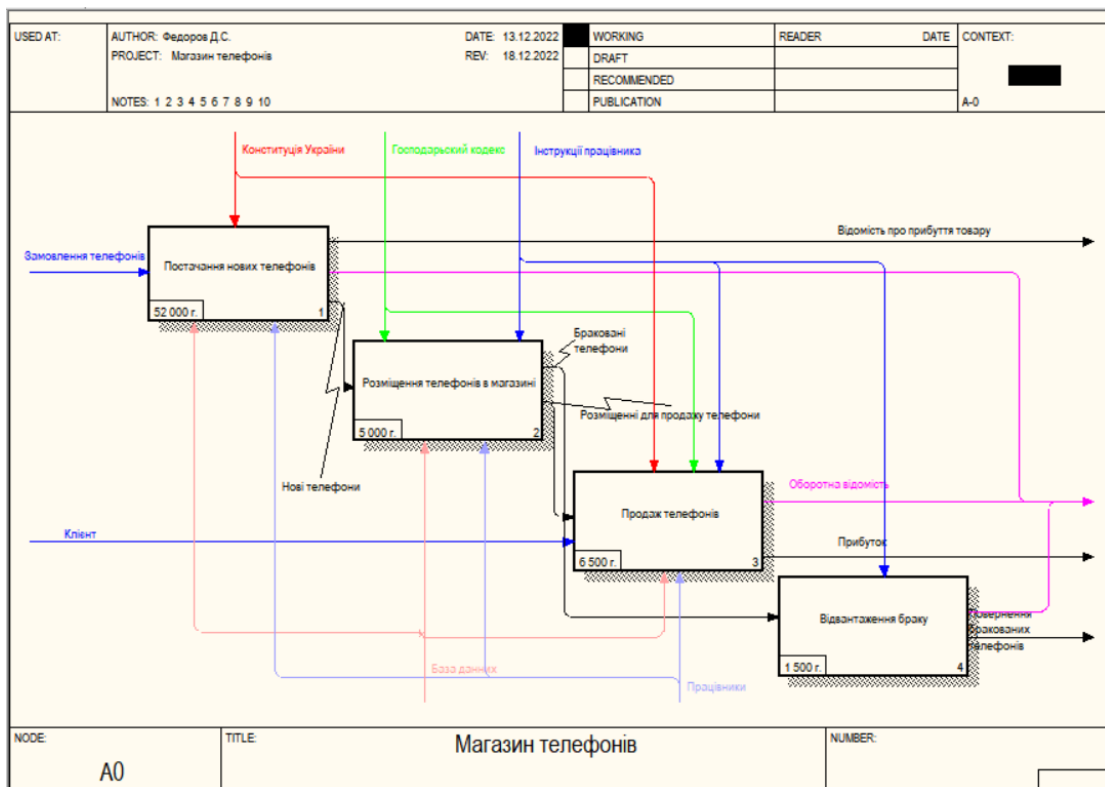 USED AT:
AUTHOR: Федоров Д.С.
DATE: 13.12.2022
WORKING
READER
DATE
CONTEXT:
PROJECT: Магазин телефонів
REV: 18.12.2022
DRAFT
RECOMMENDED
NOTES: 1 2 3 4 5 6 7 8 9 10
PUBLICATION
A-0
Конституція України
Господарьский кодекс
Інструкції працівника
Відомість про прибуття товару
Замовлення телефонів
Постачання нових телефонів
52 000 г.
1
Браковані
телефони
Розміщення телефонів в магазині
Розміщенні для продажу телефони
5 000 г.
2
Нові телефони
Оборотна відомість
Продаж телефонів
Клієнт
Прибуток
6 500 г.
3
Відвантаження браку
Повернення
бракованих
телефонів
1 500 г.
4
База данних
Працівники
NODE:
TITLE:
Магазин телефонів
NUMBER:
A0